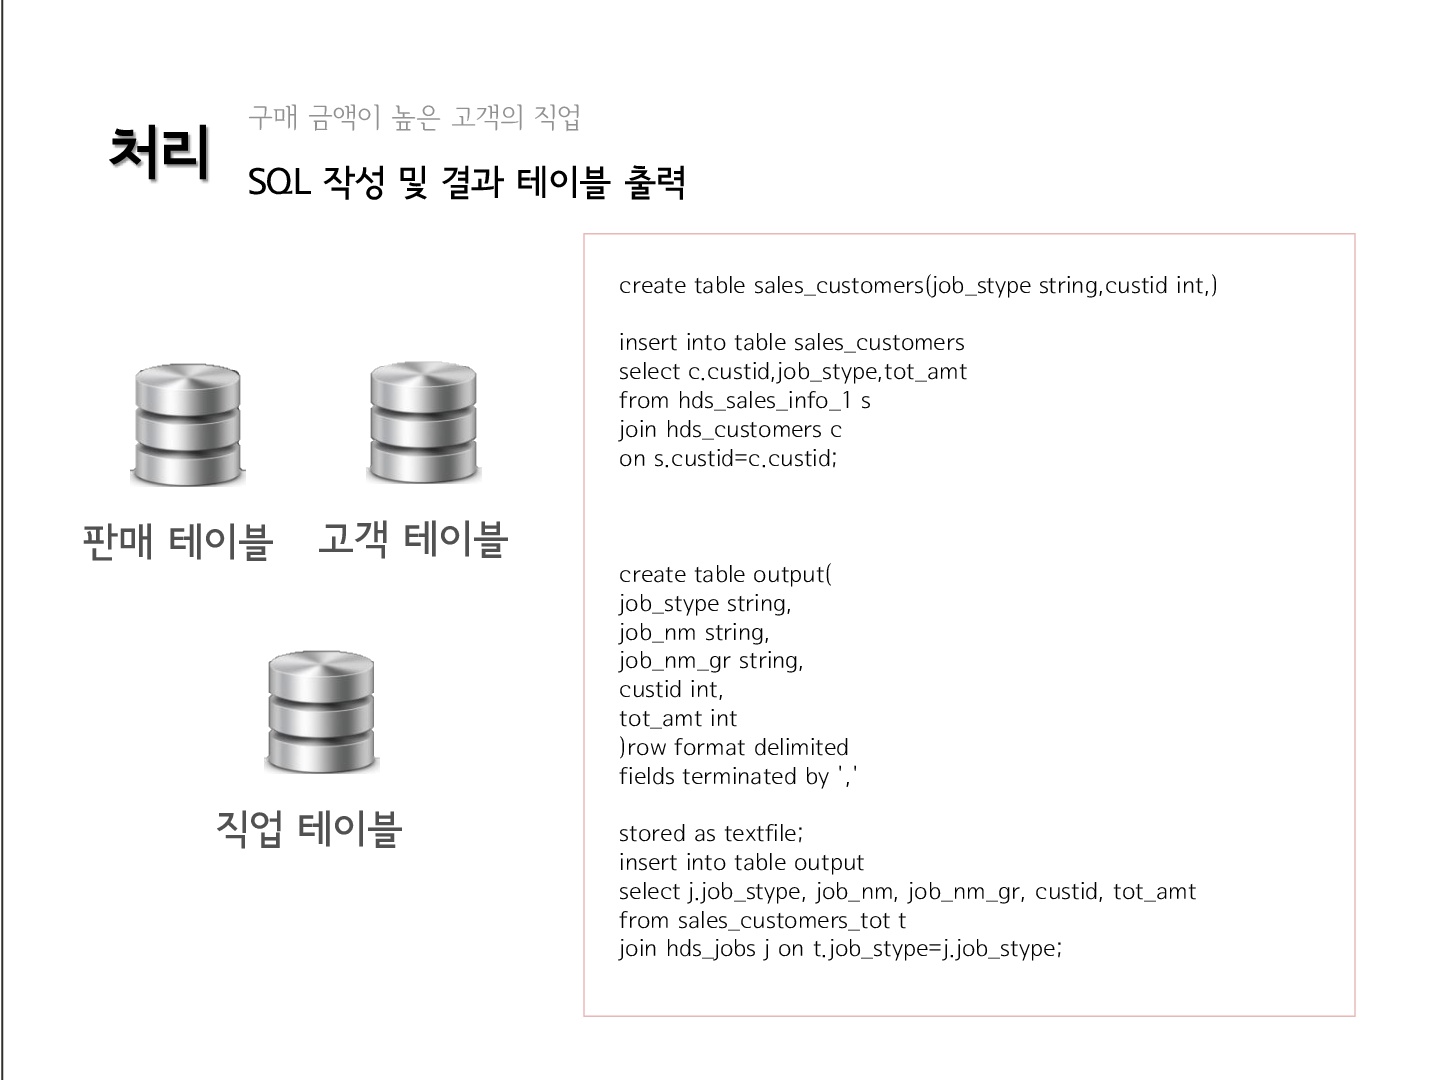 처리
구매 금액이 높은 고객의 직업
SQL 작성 및 결과 테이블 출력
판매 테이블
고객 테이블
직업 테이블
create table sales_customers(job_stype string,custid int,)
insert into table sales_customers
select c.custid,job_stype,tot_amt
from hds_sales_info_1 s
join hds_customers c
on s.custid=c.custid;
create table output(
job_stype string,
job_nm string,
job_nm_gr string,
custid int,
tot_amt int
)row format delimited
fields terminated by ','
stored as textfile;
insert into table output
select j.job_stype, job_nm, job_nm_gr, custid, tot_amt
from sales_customers_tot t
join hds_jobs j on t.job_stype=j.job_stype;